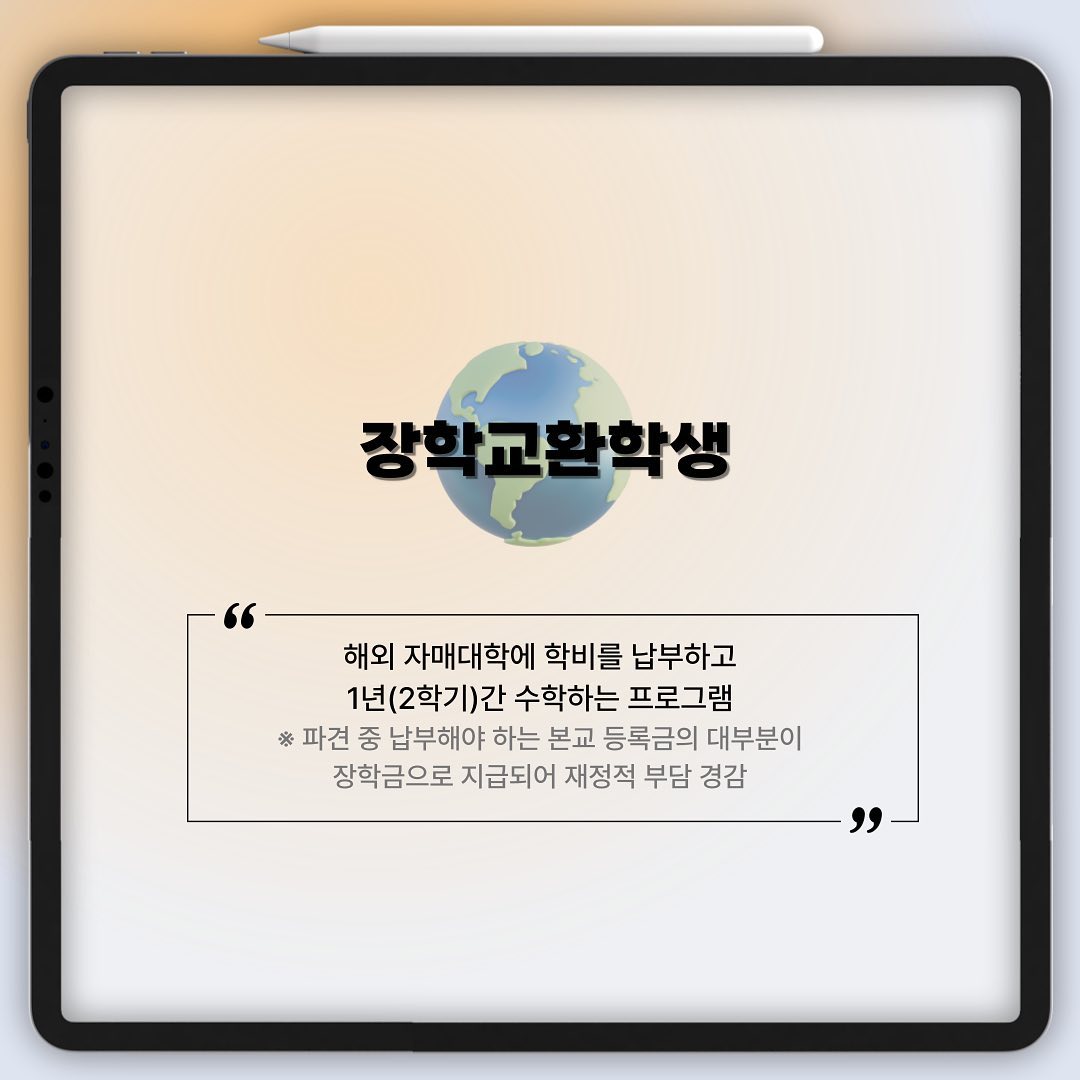 장학교환학생
“
해외 자매대학에 학비를 납부하고
1년(2학기)간 수학하는 프로그램
※ 파견 중 납부해야 하는 본교 등록금의 대부분이
장학금으로 지급되어 재정적 부담 경감
”